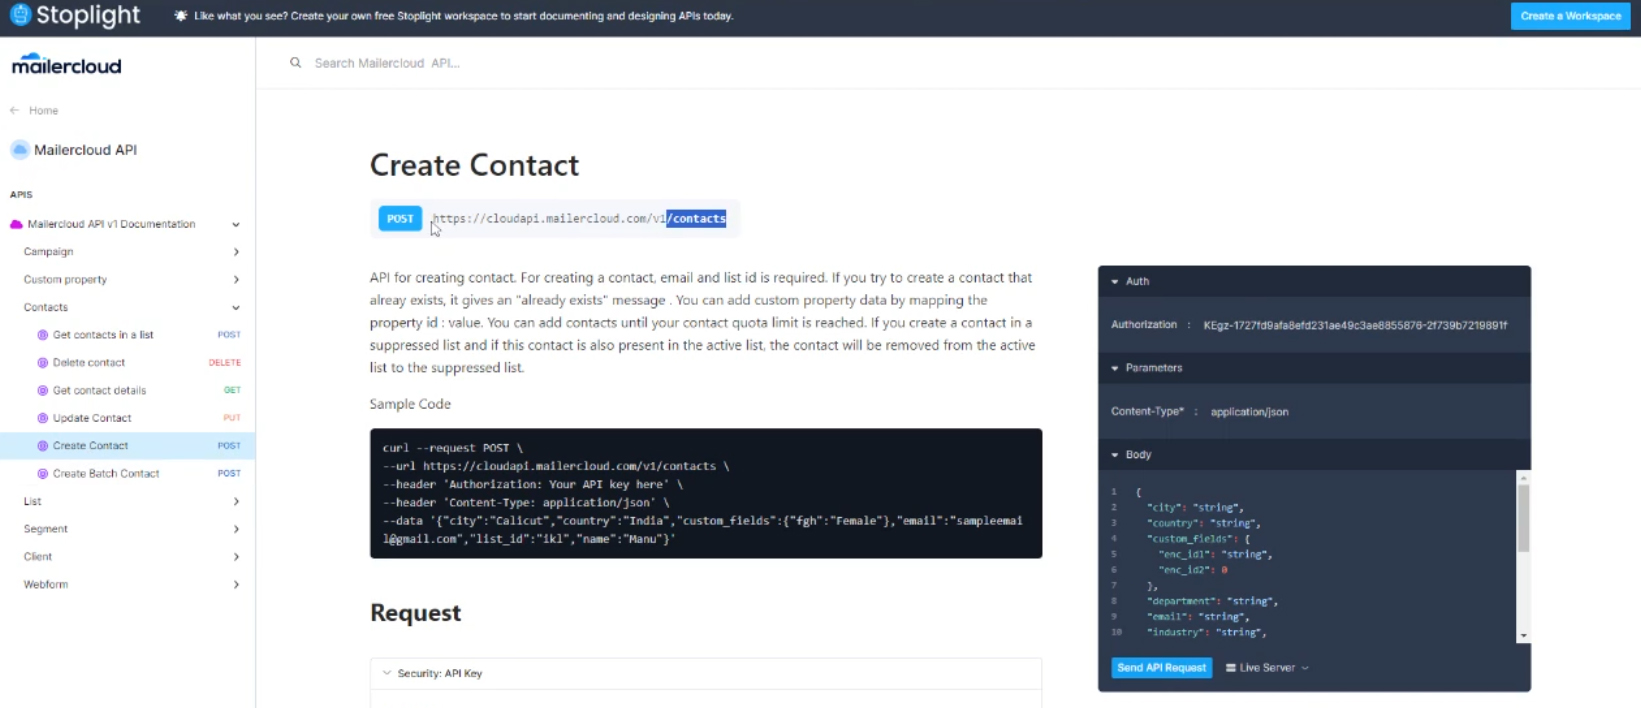 Stoplight
Like what you see? Create your own free Stoplight workspace to start documenting and designing APIs today.
Create a Workspace
mailercloud
Search Mailercloud API...
Home
Mailercloud API
APIS
Mailercloud API v1 Documentation
Campaign
Custom property
Contacts
Get contacts in a list POST
Delete contact DELETE
Get contact details GET
Update Contact PUT
Create Contact POST
Create Batch Contact POST
List
Segment
Client
Webform
Create Contact
POST https://cloudapi.mailercloud.com/v1/contacts
API for creating contact. For creating a contact, email and list id is required. If you try to create a contact that
alreay exists, it gives an "already exists" message . You can add custom property data by mapping the
property id : value. You can add contacts until your contact quota limit is reached. If you create a contact in a
suppressed list and if this contact is also present in the active list, the contact will be removed from the active
list to the suppressed list.
Sample Code
curl --request POST \
--url https://cloudapi.mailercloud.com/v1/contacts \
--header 'Authorization: Your API key here' \
--header 'Content-Type: application/json' \
--data '{"city":"Calicut","country":"India","custom_fields":{"fgh":"Female"},"email":"sampleemai
l@gmail.com","list_id":"ikl","name":"Manu"}'
Request
Security: API Key
Auth
Authorization : KEgz-1727fd9afa8efd231ae49c3ae8855876-2f739b7219891f
Parameters
Content-Type* : application/json
Body
1 {
2 "city": "string",
3 "country": "string",
4 "custom_fields": {
5 "enc_id1": "string",
6 "enc_id2": 0
7 },
8 "department": "string",
9 "email": "string",
10 "industry": "string",
Send API Request Live Server